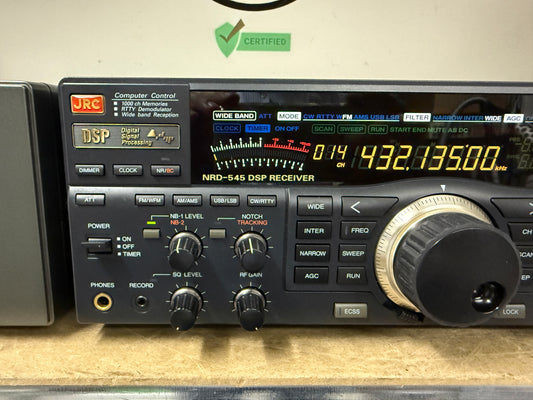 CERTIFIED
JRC
Computer Control
1000 ch Memories
RTTY Demodulator
Wide band Reception
DSP
Digital
Signal
Processing
DIMMER CLOCK NR/BC
WIDE BAND ATT MODE CW RTTY WFM AMS USB LSB FILTER NARROW INTER WIDE AGC
CLOCK TIMER ON OFF SCAN SWEEP RUN START END MUTE AS DC
014 CH 432,135.00 kHz
NRD-545 DSP RECEIVER
ATT FM/WFM AM/AMS USB/LSB CW/RTTY
POWER
ON
OFF
TIMER
NB-1 LEVEL
NB-2
NOTCH
TRACKING
SQ LEVEL RF GAIN
PHONES RECORD
WIDE <
INTER FREQ
NARROW SWEEP
AGC RUN
ECSS
CH
SCAN
LOCK